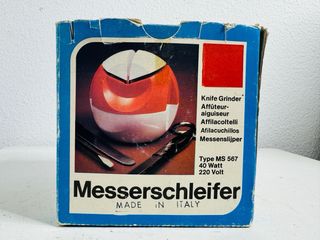 Knife Grinder
Affûteur-
aiguiseur
Affilacoltelli
Afilacuchillos
Messenslijper
Type MS 567
40 Watt
220 Volt
Messerschleifer
MADE IN ITALY